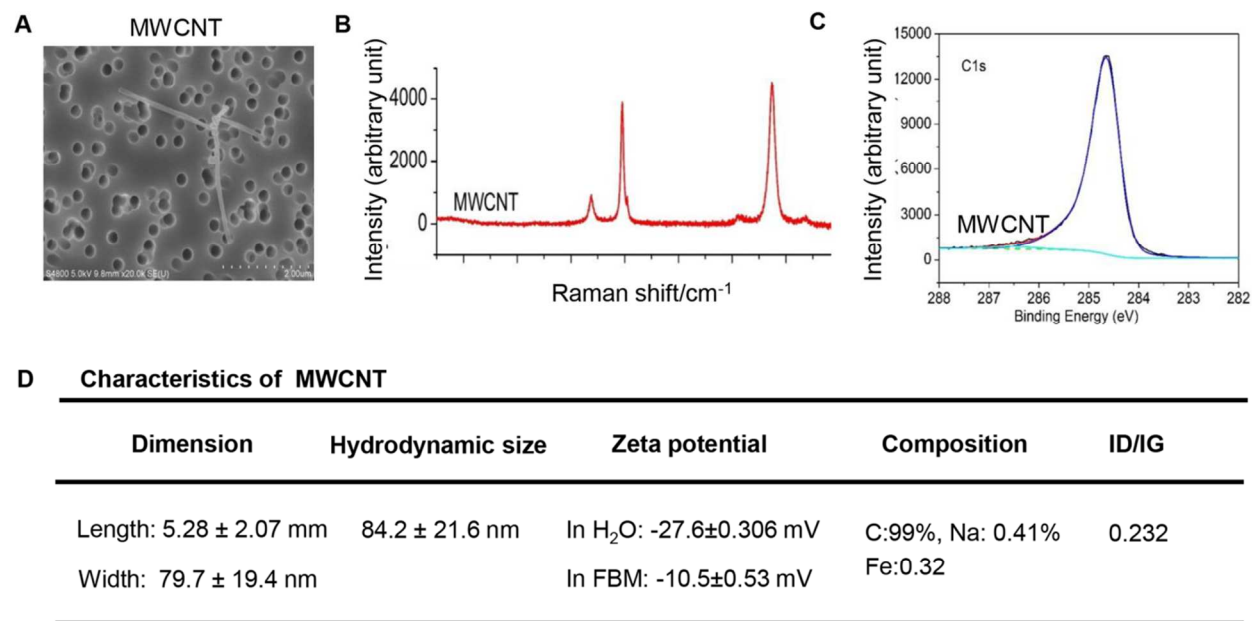 A
MWCNT
S4800 5.0kV 9.8mm x20.0k SE(U)
2.00um
B
Intensity (arbitrary unit)
4000
2000
0
MWCNT
Raman shift/cm-1
C
Intensity (arbitrary unit)
15000
12000
9000
6000
3000
0
C1s
MWCNT
288 287 286 285 284 283 282
Binding Energy (eV)
D Characteristics of MWCNT
Dimension Hydrodynamic size Zeta potential Composition ID/IG
Length: 5.28 ± 2.07 mm 84.2 ± 21.6 nm In H₂O: -27.6±0.306 mV C:99%, Na: 0.41% 0.232
Width: 79.7 ± 19.4 nm In FBM: -10.5±0.53 mV Fe:0.32